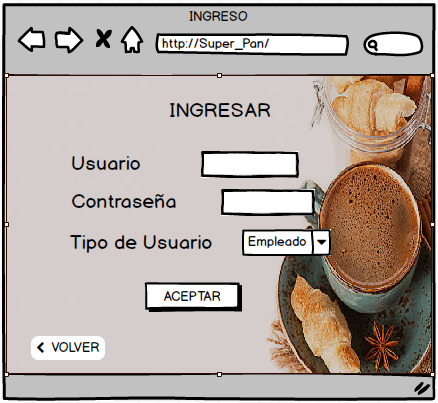 INGRESO
http://Super_Pan/
INGRESAR
Usuario
Contraseña
Tipo de Usuario
Empleado
ACEPTAR
VOLVER